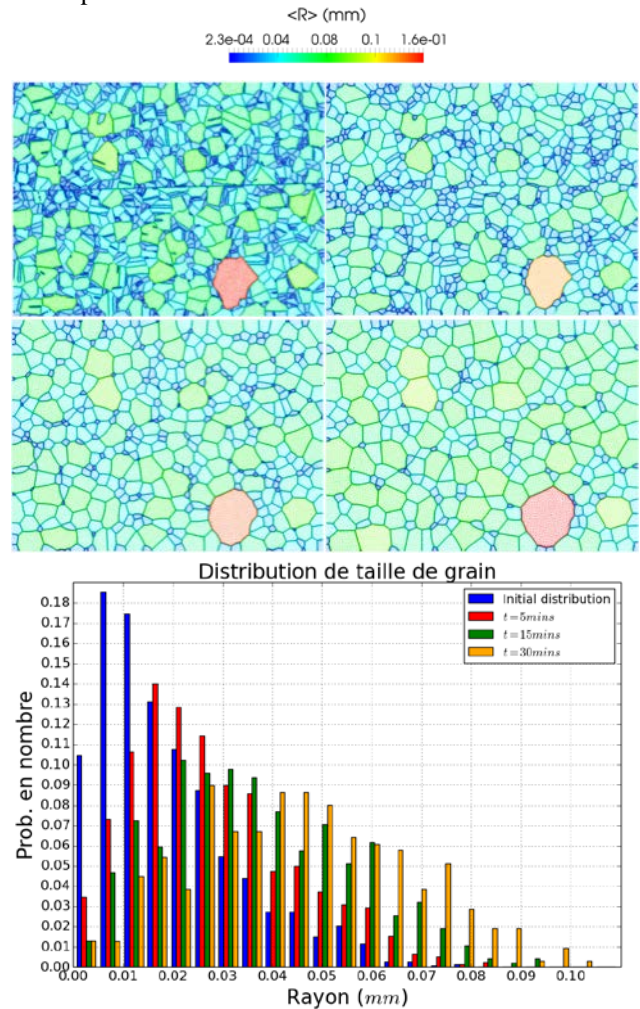 <R> (mm)
2.3e-04 0.04 0.08 0.12 1.6e-01
Distribution de taille de grain
Initial distribution
t=5mins
t=15mins
t=30mins
Prob. en nombre
0.18
0.17
0.16
0.15
0.14
0.13
0.12
0.11
0.10
0.09
0.08
0.07
0.06
0.05
0.04
0.03
0.02
0.01
0.00
0.00 0.01 0.02 0.03 0.04 0.05 0.06 0.07 0.08 0.09 0.10
Rayon (mm)